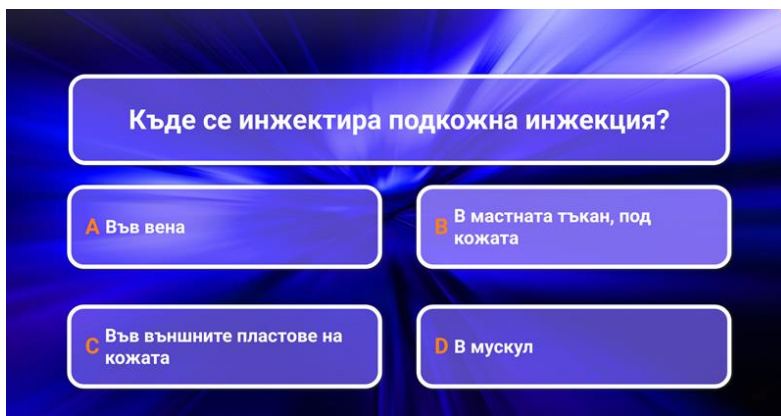 Къде се инжектира подкожна инжекция?
A Във вена
B В мастната тъкан, под
кожата
C Във външните пластове на
кожата
D В мускул